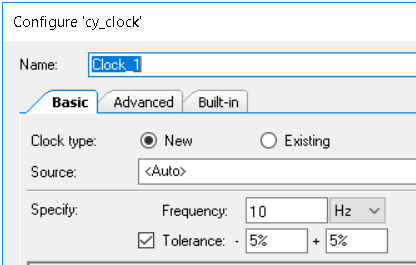 Configure 'cy_clock'
Name: Clock_1
Basic Advanced Built-in
Clock type: New Existing
Source: <Auto>
Specify: Frequency: 10 Hz
Tolerance: - 5% + 5%